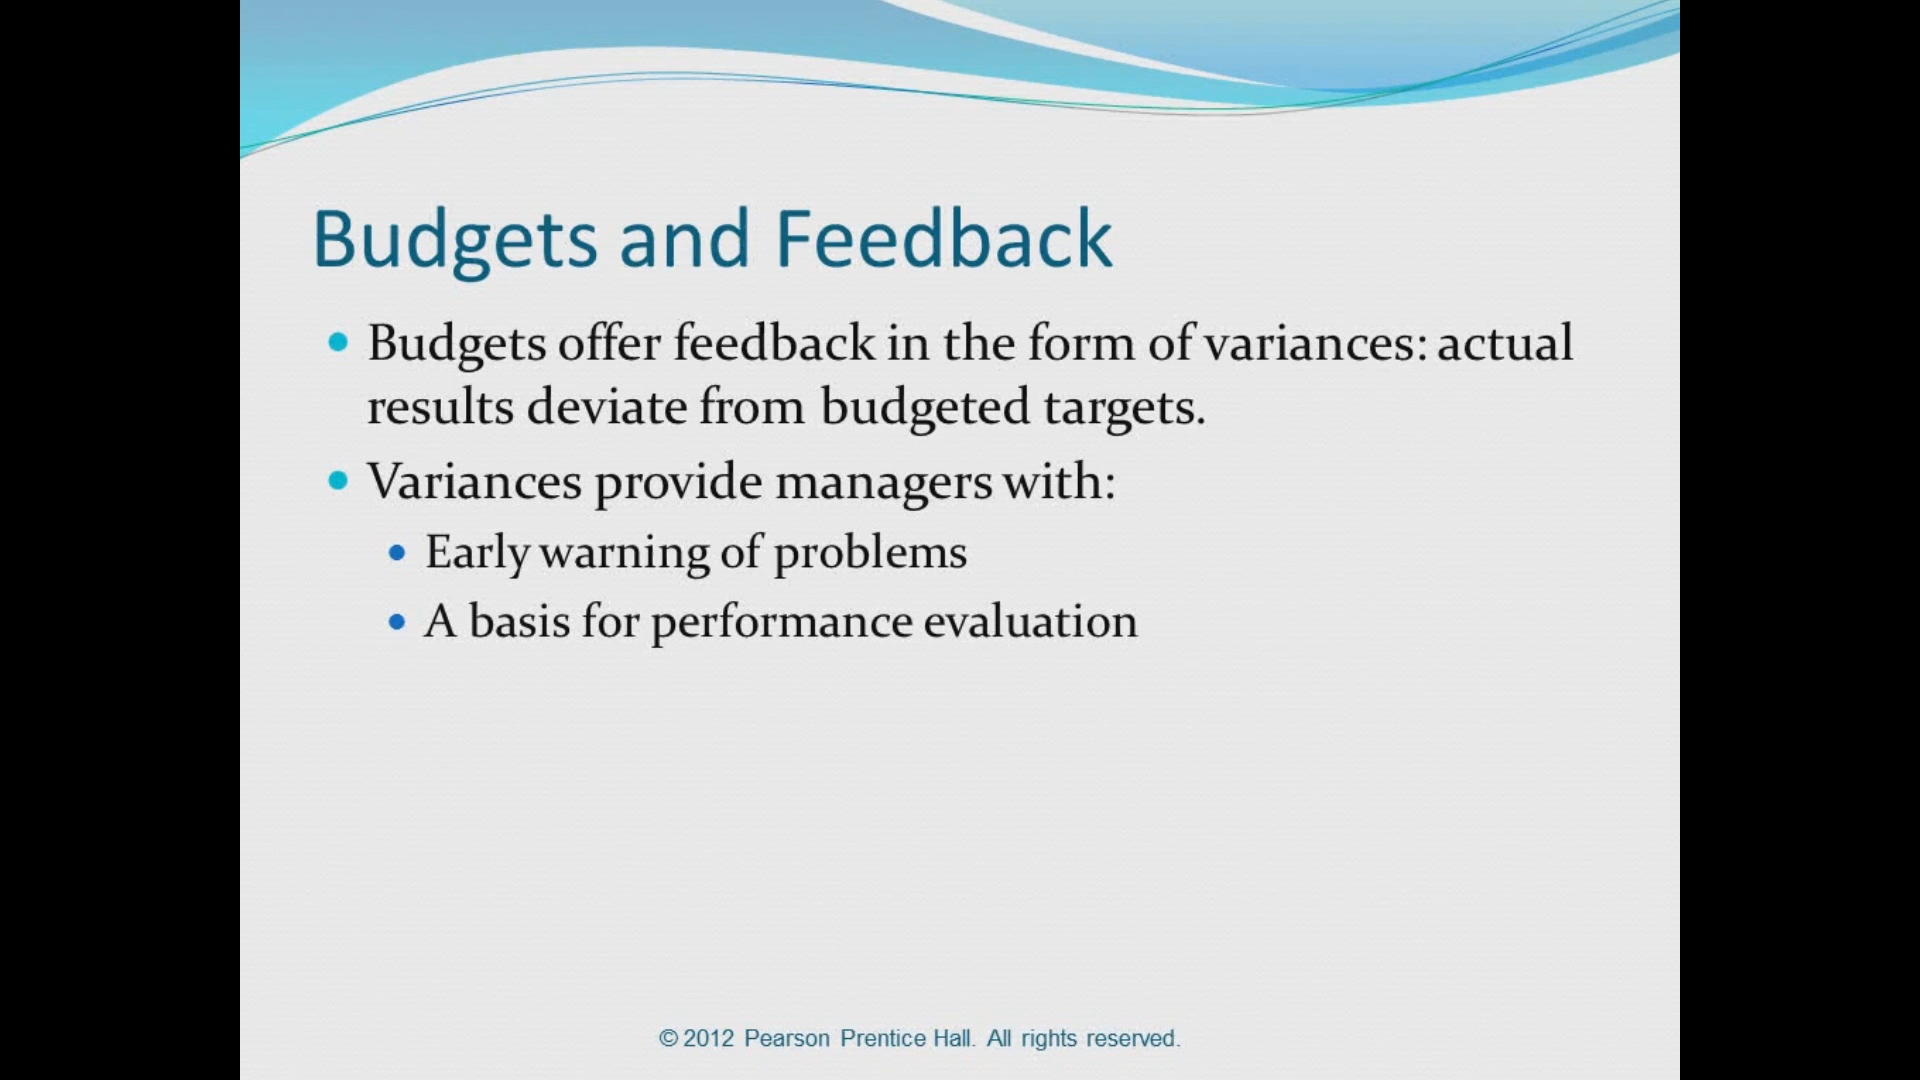 Budgets and Feedback
Budgets offer feedback in the form of variances: actual
results deviate from budgeted targets.
Variances provide managers with:
Early warning of problems
A basis for performance evaluation
© 2012 Pearson Prentice Hall. All rights reserved.